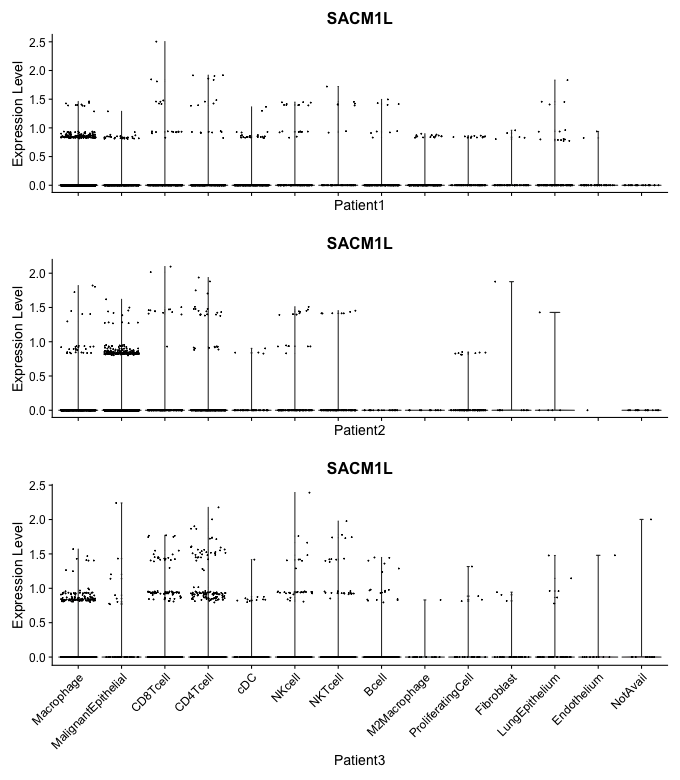 SACM1L
Expression Level
2.5
2.0
1.5
1.0
0.5
0.0
Patient1
SACM1L
Expression Level
2.0
1.5
1.0
0.5
0.0
Patient2
SACM1L
Expression Level
2.5
2.0
1.5
1.0
0.5
0.0
Macrophage
MalignantEpithelial
CD8Tcell
CD4Tcell
cDC
NKcell
NKTcell
Bcell
M2Macrophage
ProliferatingCell
Fibroblast
LungEpithelium
Endothelium
NotAvail
Patient3